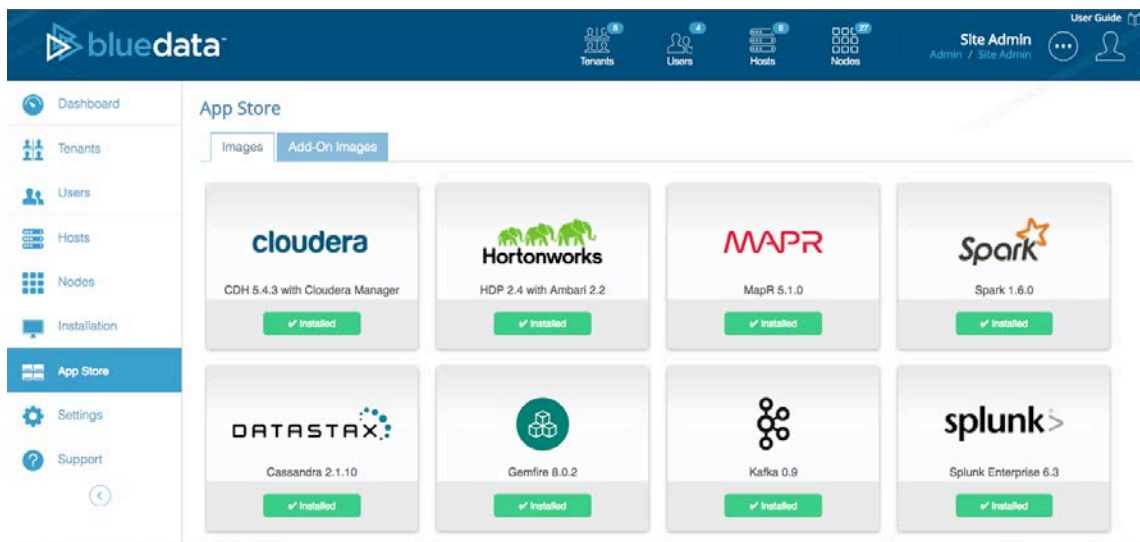 User Guide
bluedata
8
4
6
27
Tenants
Users
Hosts
Nodes
Site Admin
Admin / Site Admin
Dashboard
Tenants
Users
Hosts
Nodes
Installation
App Store
Settings
Support
App Store
Images
Add-On Images
cloudera
CDH 5.4.3 with Cloudera Manager
✔ Installed
Hortonworks
HDP 2.4 with Ambari 2.2
✔ Installed
MAPR
MapR 5.1.0
✔ Installed
Spark
Spark 1.6.0
✔ Installed
DATASTAX
Cassandra 2.1.10
✔ Installed
Gemfire 8.0.2
✔ Installed
Kafka 0.9
✔ Installed
splunk>
Splunk Enterprise 6.3
✔ Installed